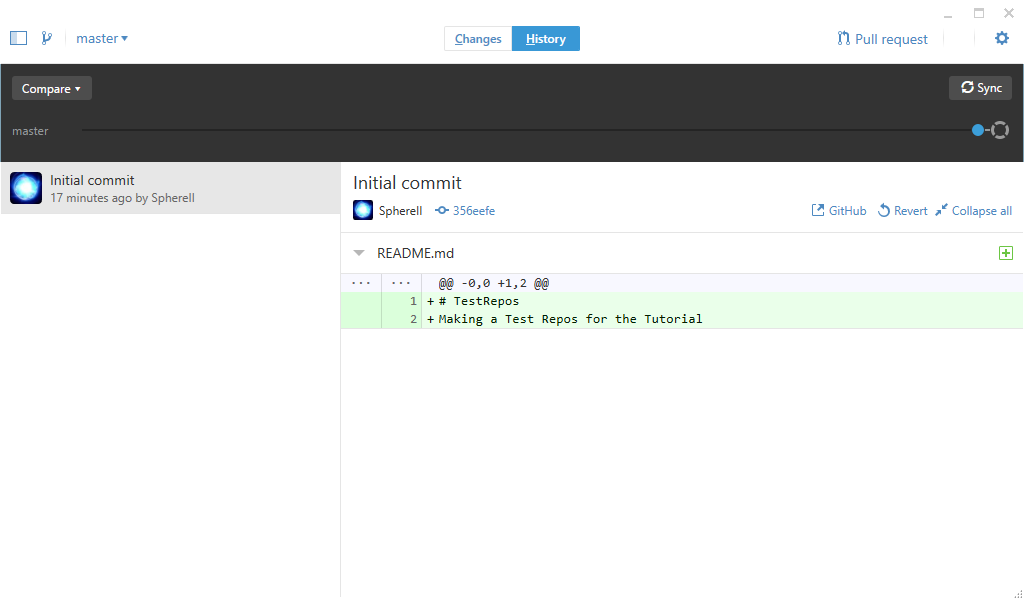 master
Changes
History
Pull request
Compare
Sync
master
Initial commit
17 minutes ago by Spherell
Initial commit
Spherell 356eefe
GitHub Revert Collapse all
README.md
... ... @@ -0,0 +1,2 @@
1 + # TestRepos
2 + Making a Test Repos for the Tutorial